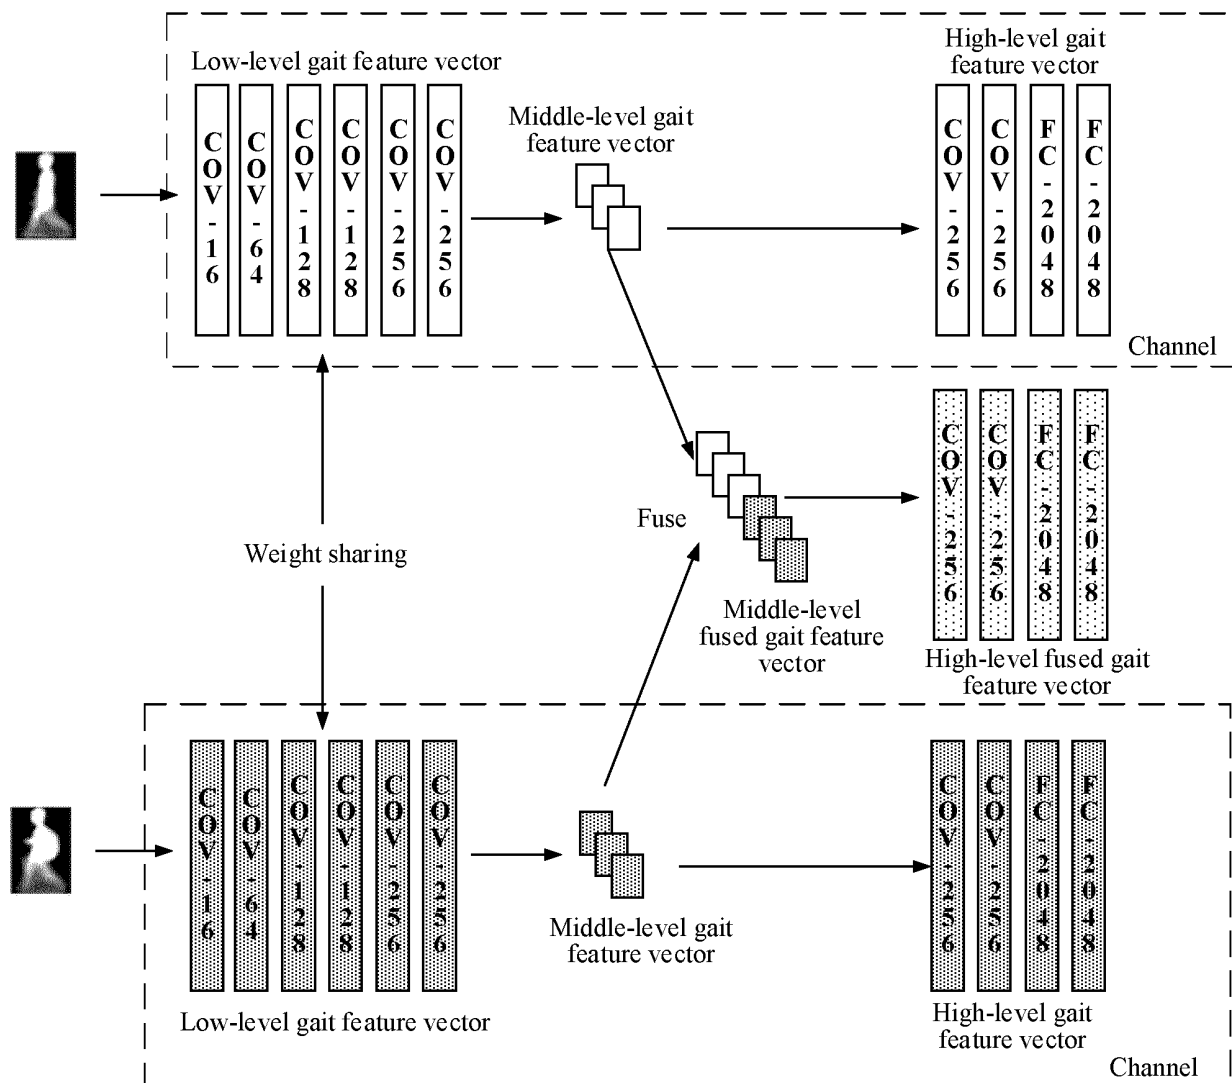 Low-level gait feature vector
COV-16
COV-64
COV-128
COV-128
COV-256
COV-256
Middle-level gait
feature vector
High-level gait
feature vector
COV-256
COV-256
FC-2048
FC-2048
Channel
Weight sharing
Fuse
Middle-level
fused gait feature
vector
COV-256
COV-256
FC-2048
FC-2048
High-level fused gait
feature vector
COV-16
COV-64
COV-128
COV-128
COV-256
COV-256
Low-level gait feature vector
Middle-level gait
feature vector
COV-256
COV-256
FC-2048
FC-2048
High-level gait
feature vector
Channel